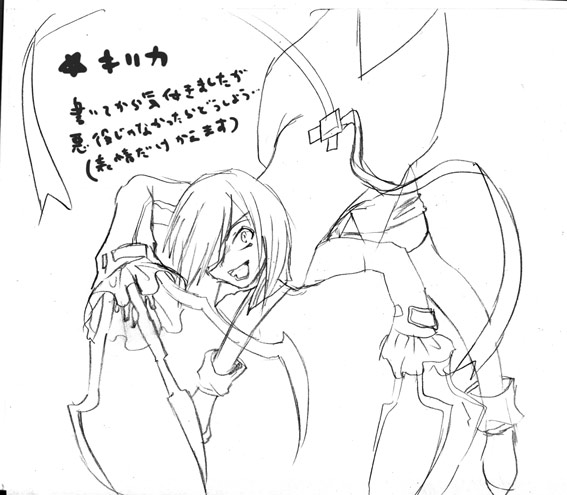 ★キリカ
書いてから気付きましたが
悪役じゃなかったらどうしよう…
(表情だけかえます)